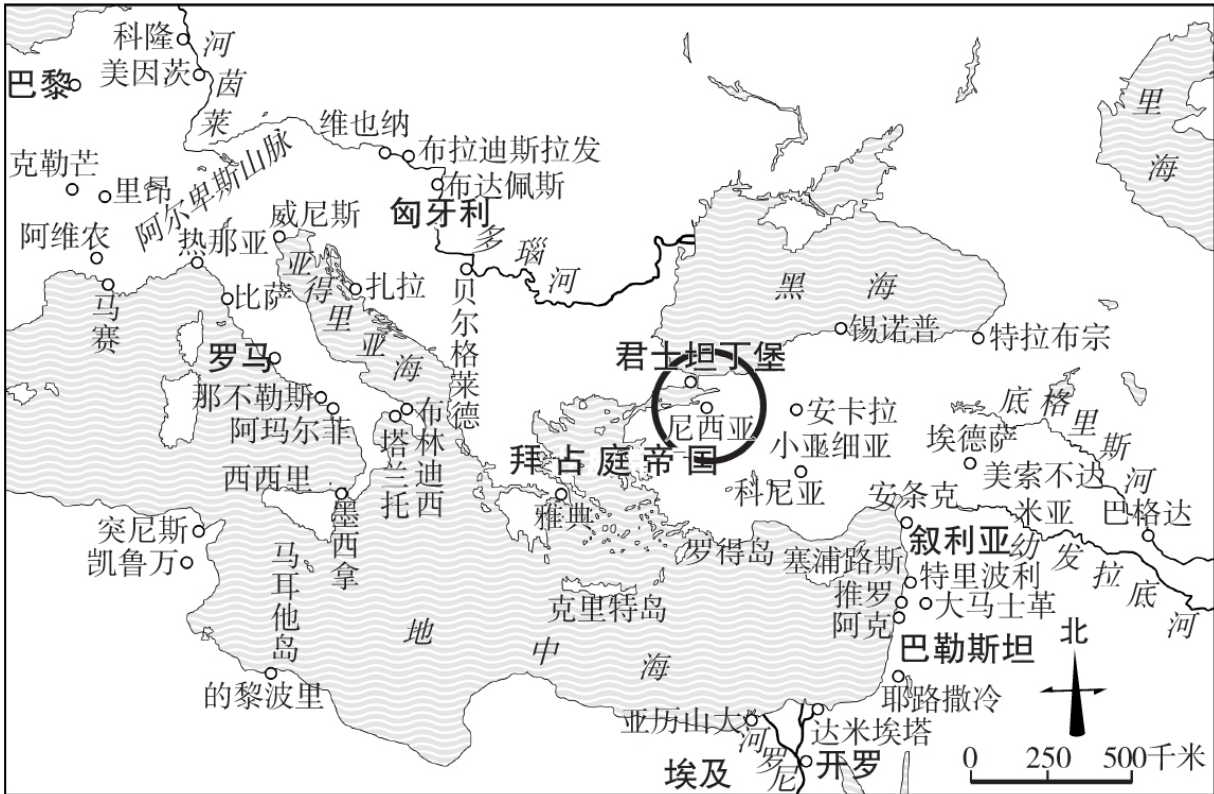 科隆
河茵莱
美因茨
巴黎
里海
维也纳
布拉迪斯拉发
克勒芒
里昂
阿尔卑斯山脉
布达佩斯
匈牙利
威尼斯
阿维农
热那亚
多瑙河
亚得里亚海
扎拉
贝尔格莱德
马赛
比萨
黑海
锡诺普
特拉布宗
君士坦丁堡
罗马
那不勒斯
阿玛尔菲
布林迪西
塔兰托
尼西亚
安卡拉
小亚细亚
底格里斯河
埃德萨
拜占庭帝国
科尼亚
美索不达
米亚
西西里
墨西拿
雅典
安条克
巴格达
突尼斯
凯鲁万
马耳他岛
罗得岛
塞浦路斯
叙利亚
幼发拉底河
特里波利
克里特岛
推罗
大马士革
阿克
地中海
北
巴勒斯坦
的黎波里
耶路撒冷
亚历山大
河罗尼
达米埃塔
埃及
开罗
0 250 500千米